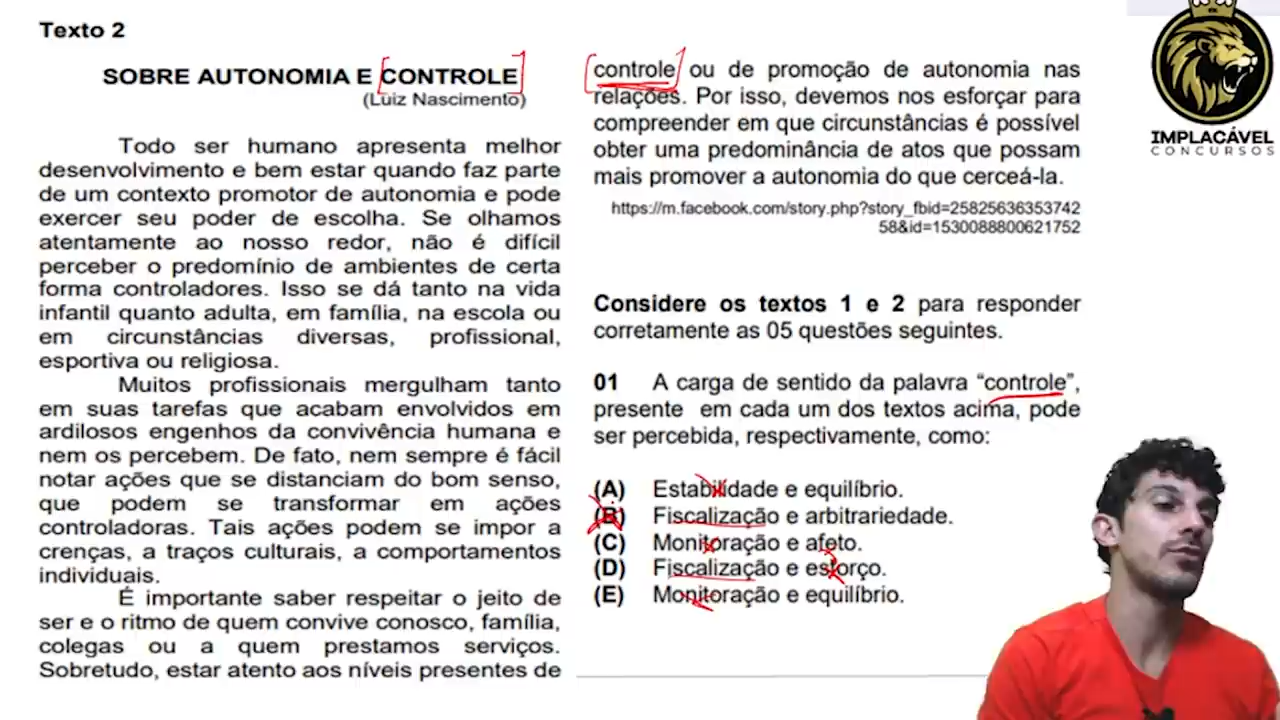 Texto 2
SOBRE AUTONOMIA E CONTROLE
(Luiz Nascimento)
Todo ser humano apresenta melhor
desenvolvimento e bem estar quando faz parte
de um contexto promotor de autonomia e pode
exercer seu poder de escolha. Se olhamos
atentamente ao nosso redor, não é difícil
perceber o predomínio de ambientes de certa
forma controladores. Isso se dá tanto na vida
infantil quanto adulta, em família, na escola ou
em circunstâncias diversas, profissional,
esportiva ou religiosa.
Muitos profissionais mergulham tanto
em suas tarefas que acabam envolvidos em
ardilosos engenhos da convivência humana e
nem os percebem. De fato, nem sempre é fácil
notar ações que se distanciam do bom senso,
que podem se transformar em ações
controladoras. Tais ações podem se impor a
crenças, a traços culturais, a comportamentos
individuais.
É importante saber respeitar o jeito de
ser e o ritmo de quem convive conosco, família,
colegas ou a quem prestamos serviços.
Sobretudo, estar atento aos níveis presentes de
controle ou de promoção de autonomia nas
relações. Por isso, devemos nos esforçar para
compreender em que circunstâncias é possível
obter uma predominância de atos que possam
mais promover a autonomia do que cerceá-la.
https://m.facebook.com/story.php?story_fbid=25825636353742
58&id=1530088800621752
Considere os textos 1 e 2 para responder
corretamente as 05 questões seguintes.
01 A carga de sentido da palavra “controle”,
presente em cada um dos textos acima, pode
ser percebida, respectivamente, como:
(A) Estabilidade e equilíbrio.
(B) Fiscalização e arbitrariedade.
(C) Monitoração e afeto.
(D) Fiscalização e esforço.
(E) Monitoração e equilíbrio.
IMPLACÁVEL
CONCURSOS